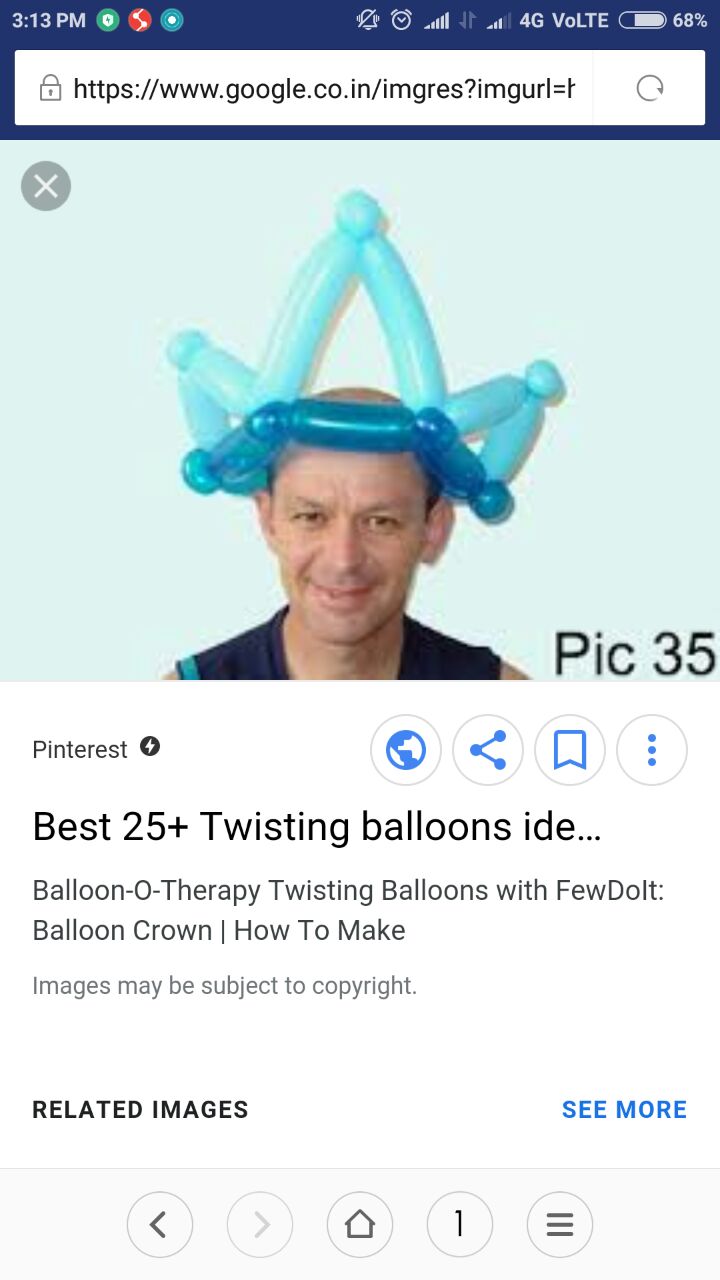 3:13 PM 4G VoLTE 68%
https://www.google.co.in/imgres?imgurl=h
Pic 35
Pinterest
Best 25+ Twisting balloons ide...
Balloon-O-Therapy Twisting Balloons with FewDoIt:
Balloon Crown | How To Make
Images may be subject to copyright.
RELATED IMAGES SEE MORE
1